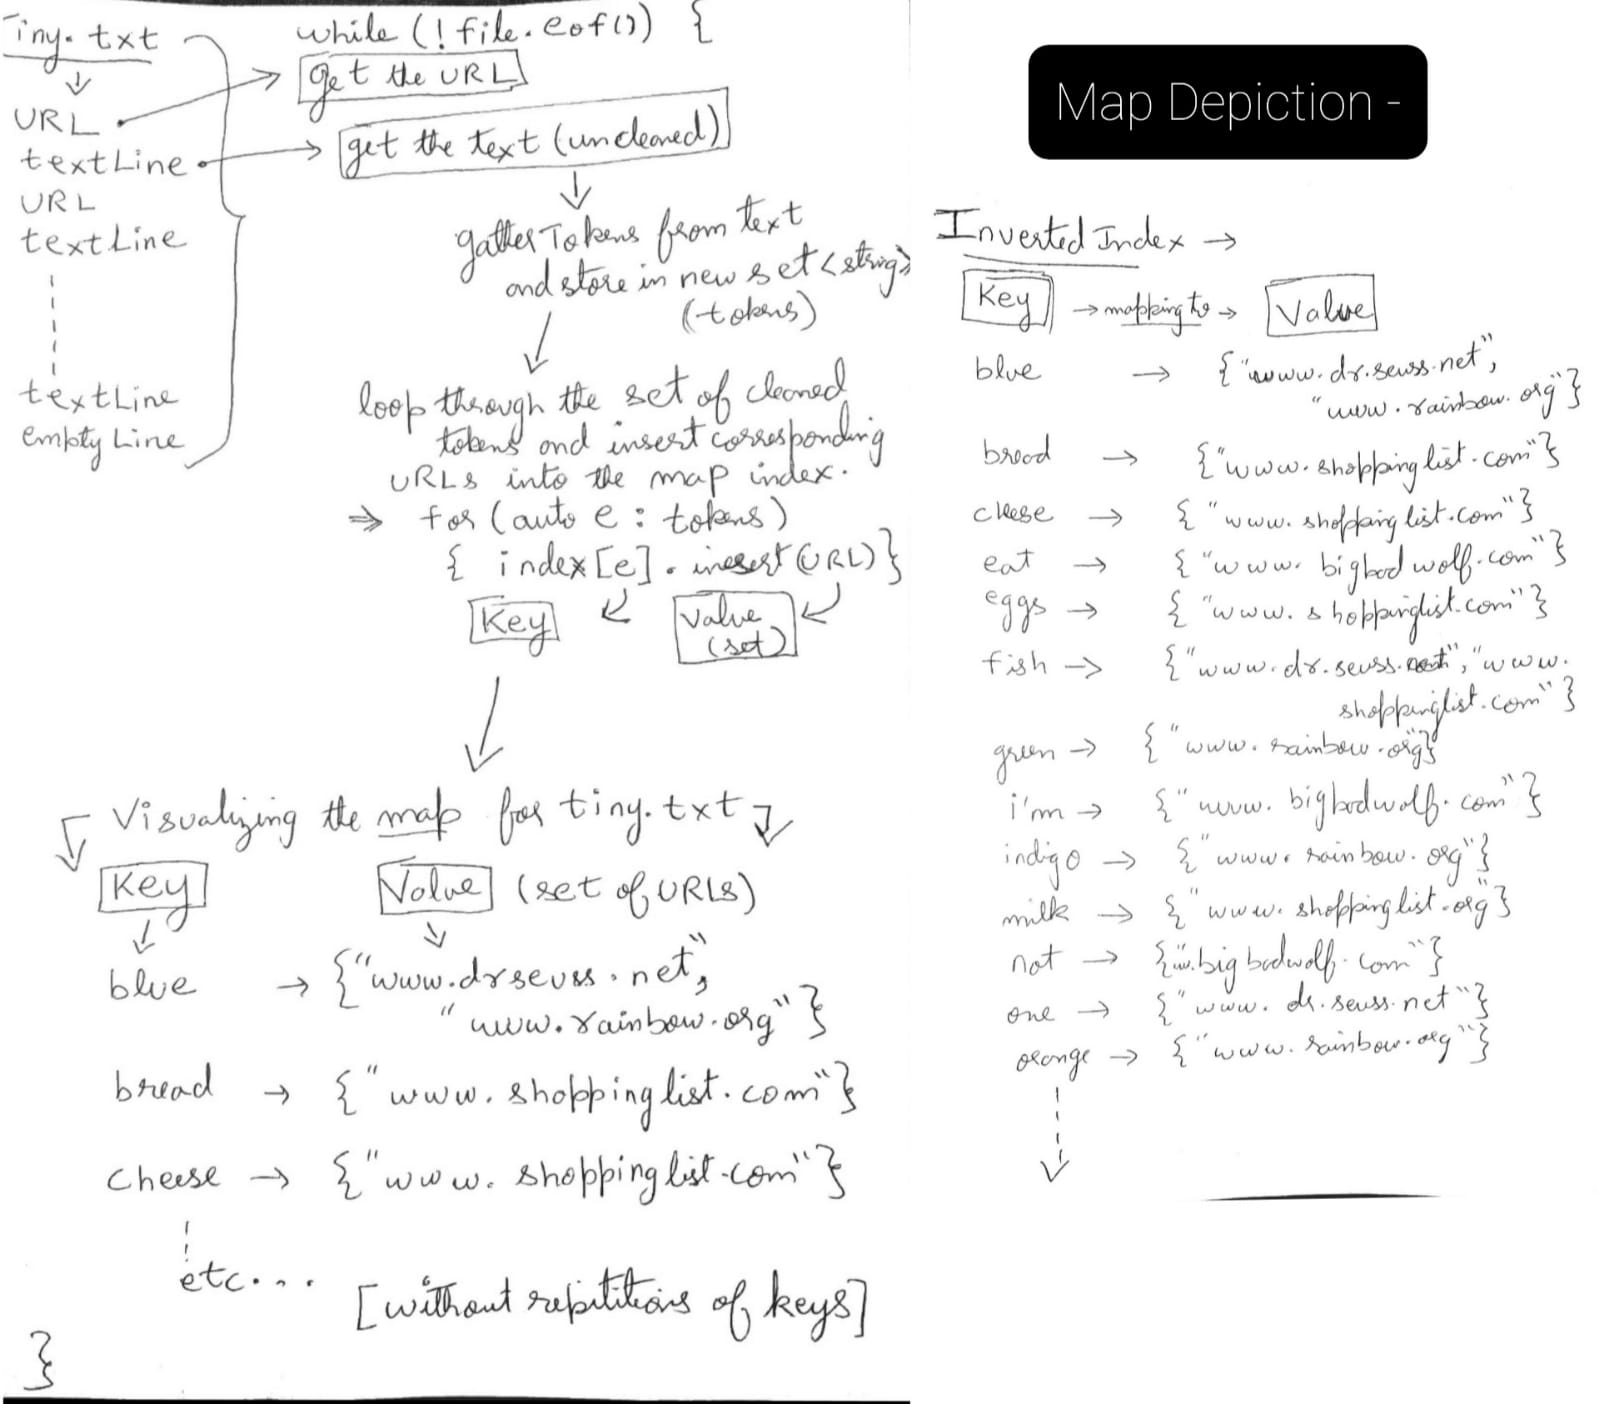 Tiny.txt
URL
textLine
URL
textLine
textLine
empty Line
while (! file.eof()) {
get the URL
get the text (uncleaned)
gatherTokens from text
and store in new set<string>
(tokens)
loop through the set of cleaned
tokens and insert corresponding
URLs into the map index.
⇒ for (auto e : tokens)
{ index[e] . insert(URL)}
Key
Value
(set)
Visualizing the map for tiny.txt
Key Value (set of URLs)
blue → {"www.drseuss.net",
"www.rainbow.org"}
bread → {"www.shoppinglist.com"}
cheese → {"www.shoppinglist.com"}
etc...
[without repititions of keys]
}
Map Depiction -
Inverted Index →
Key → mapping to → Value
blue → {"www.dr.seuss.net",
"www.rainbow.org"}
bread → {"www.shoppinglist.com"}
cheese → {"www.shoppinglist.com"}
eat → {"www.bigbadwolf.com"}
eggs → {"www.shoppinglist.com"}
fish → {"www.dr.seuss.net", "www.
shoppinglist.com"}
green → {"www.rainbow.org"}
i'm → {"www.bigbadwolf.com"}
indigo → {"www.rainbow.org"}
milk → {"www.shoppinglist.org"}
not → {"w.bigbadwolf.com"}
one → {"www.dr.seuss.net"}
orange → {"www.rainbow.org"}